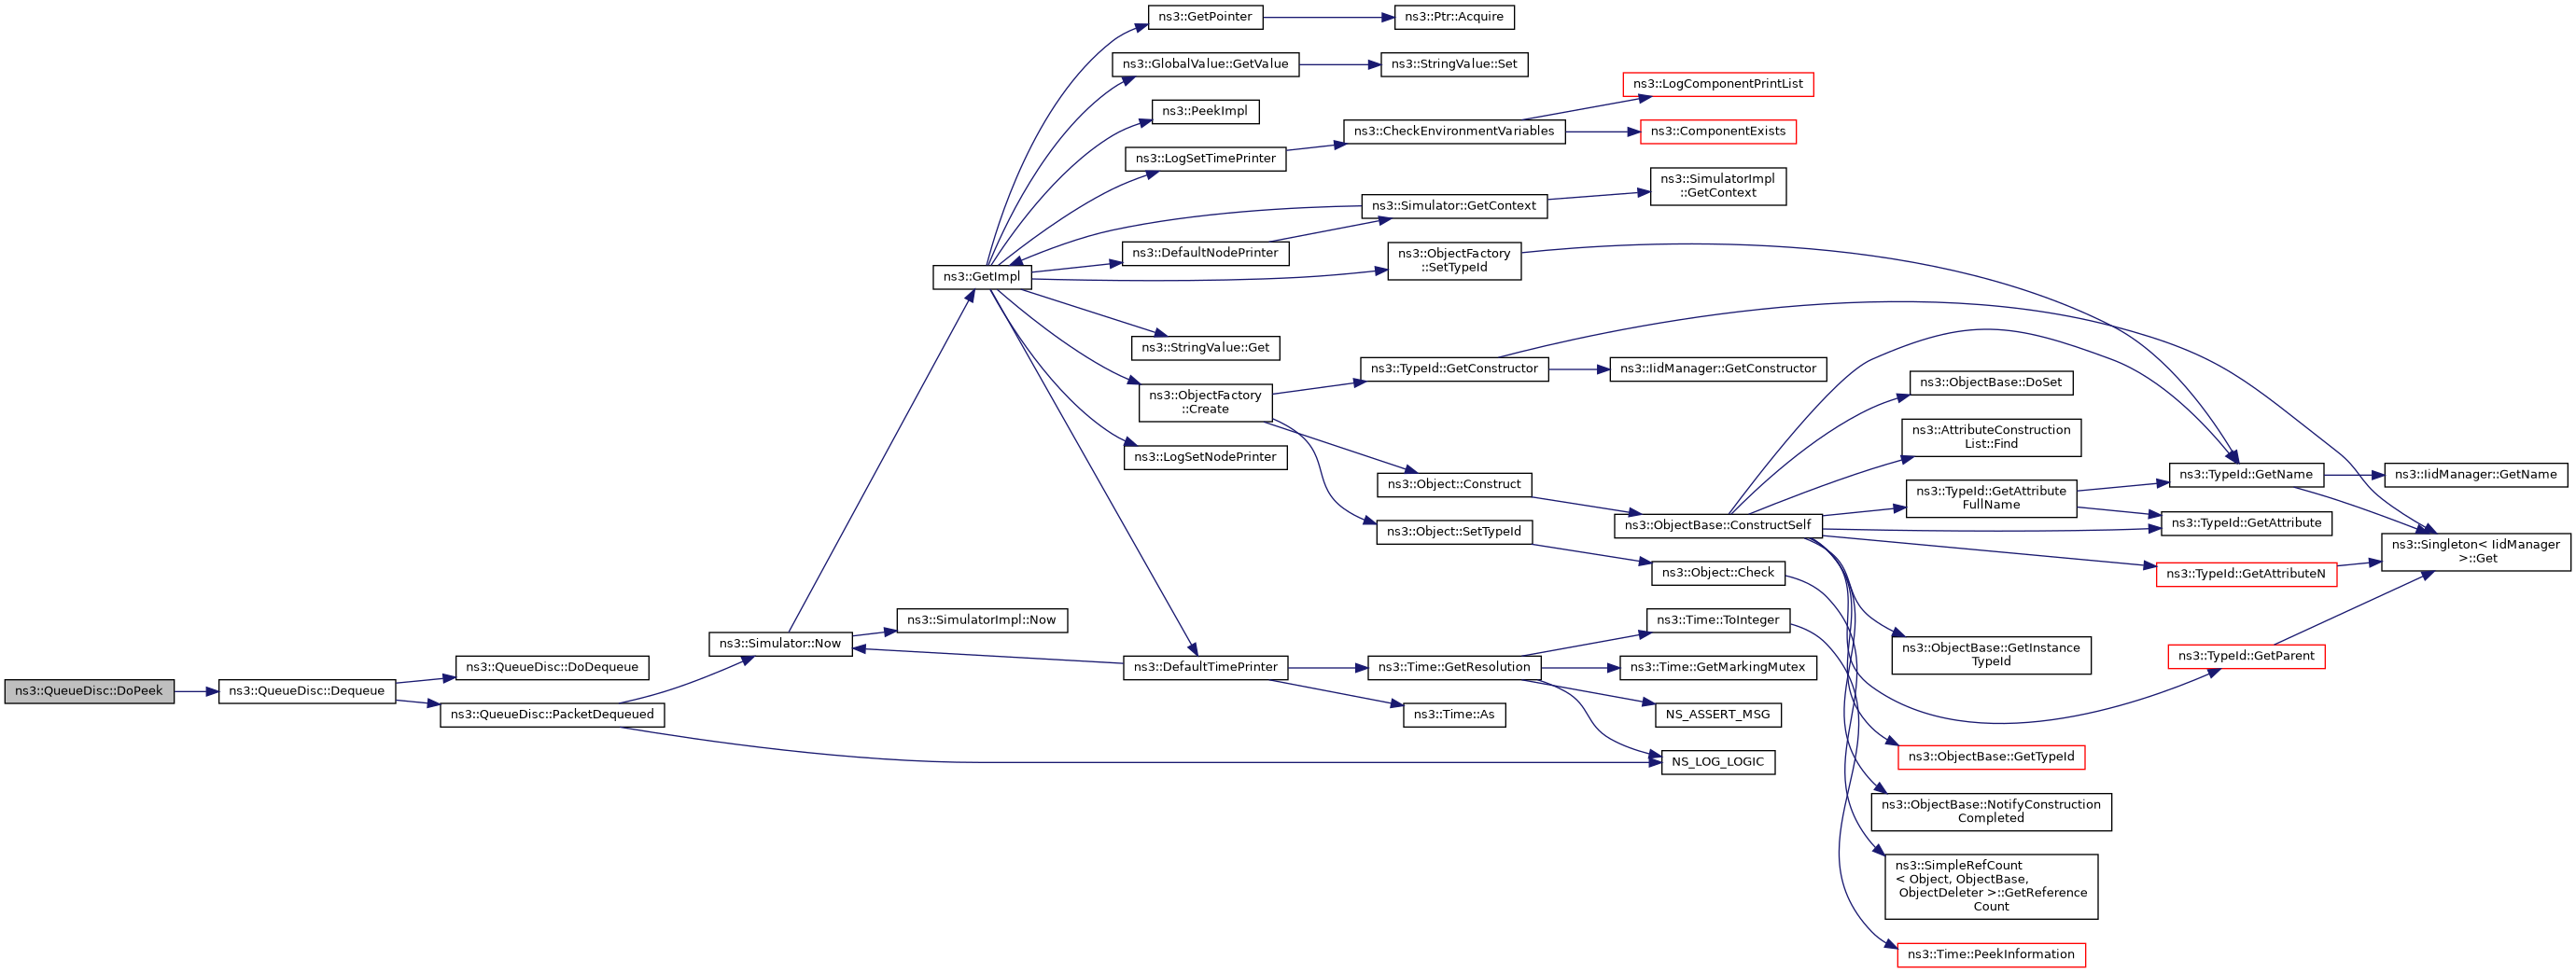 ns3::QueueDisc::DoPeek
ns3::QueueDisc::Dequeue
ns3::QueueDisc::DoDequeue
ns3::QueueDisc::PacketDequeued
ns3::Simulator::Now
ns3::SimulatorImpl::Now
ns3::GetImpl
ns3::GetPointer
ns3::Ptr::Acquire
ns3::GlobalValue::GetValue
ns3::StringValue::Set
ns3::PeekImpl
ns3::LogSetTimePrinter
ns3::CheckEnvironmentVariables
ns3::LogComponentPrintList
ns3::ComponentExists
ns3::DefaultNodePrinter
ns3::Simulator::GetContext
ns3::SimulatorImpl
::GetContext
ns3::ObjectFactory
::SetTypeId
ns3::StringValue::Get
ns3::ObjectFactory
::Create
ns3::LogSetNodePrinter
ns3::TypeId::GetConstructor
ns3::IidManager::GetConstructor
ns3::Object::Construct
ns3::Object::SetTypeId
ns3::ObjectBase::ConstructSelf
ns3::Object::Check
ns3::DefaultTimePrinter
ns3::Time::GetResolution
ns3::Time::As
ns3::Time::ToInteger
ns3::Time::GetMarkingMutex
NS_ASSERT_MSG
NS_LOG_LOGIC
ns3::ObjectBase::DoSet
ns3::AttributeConstruction
List::Find
ns3::TypeId::GetAttribute
FullName
ns3::TypeId::GetName
ns3::IidManager::GetName
ns3::TypeId::GetAttribute
ns3::Singleton< IidManager
>::Get
ns3::TypeId::GetAttributeN
ns3::ObjectBase::GetInstance
TypeId
ns3::TypeId::GetParent
ns3::ObjectBase::GetTypeId
ns3::ObjectBase::NotifyConstruction
Completed
ns3::SimpleRefCount
< Object, ObjectBase,
ObjectDeleter >::GetReference
Count
ns3::Time::PeekInformation